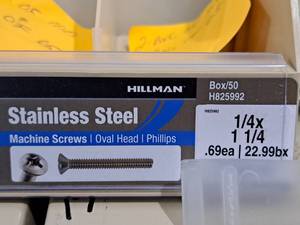 HILLMAN
Box/50
H825992
Stainless Steel
Machine Screws | Oval Head | Phillips
H825992
1/4x
1 1/4
.69ea | 22.99bx